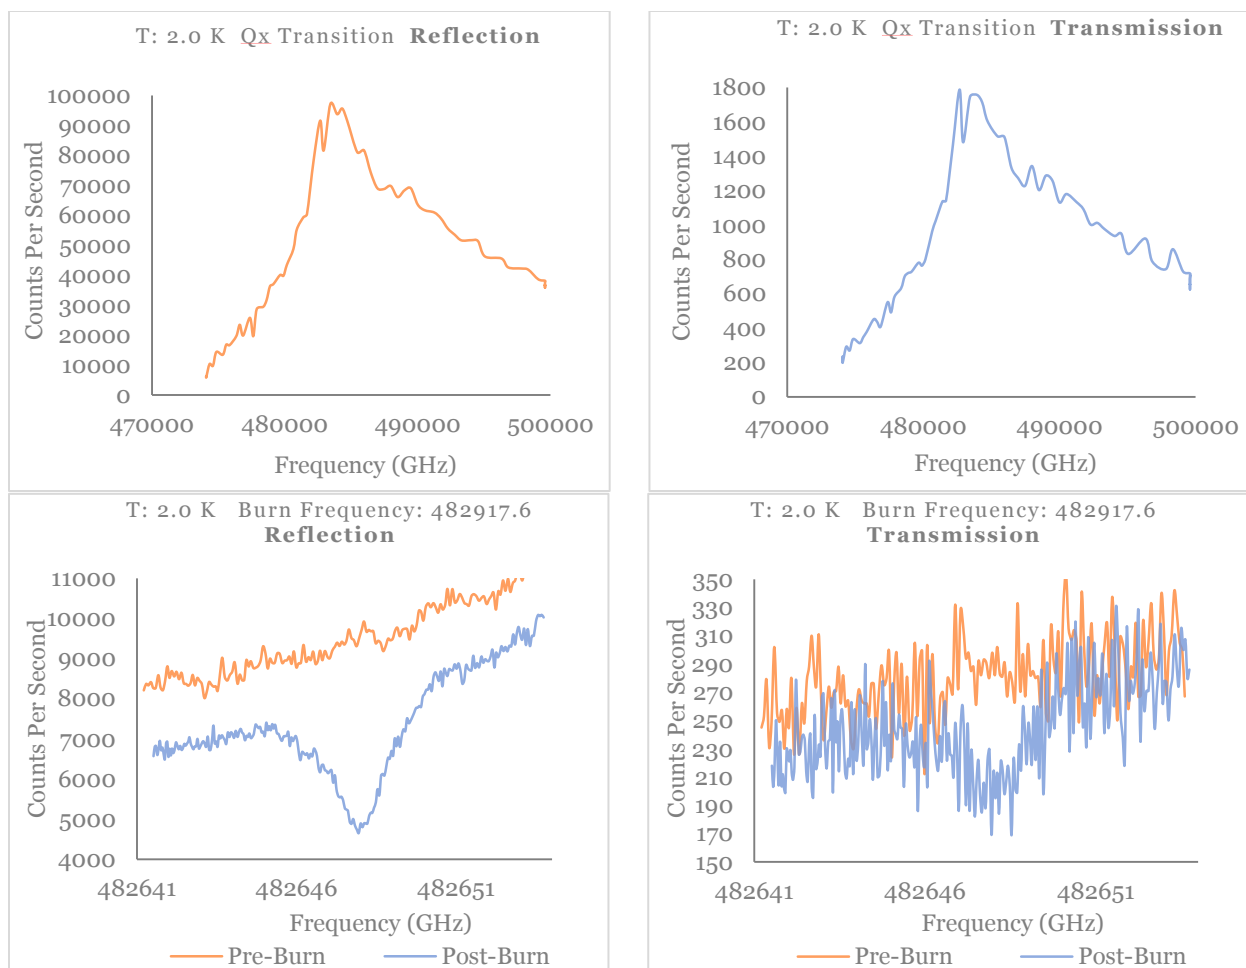 T: 2.0 K Qx Transition Reflection
100000
90000
80000
70000
60000
50000
40000
30000
20000
10000
0
Counts Per Second
470000 480000 490000 500000
Frequency (GHz)
T: 2.0 K Qx Transition Transmission
1800
1600
1400
1200
1000
800
600
400
200
0
Counts Per Second
470000 480000 490000 500000
Frequency (GHz)
T: 2.0 K Burn Frequency: 482917.6
Reflection
11000
10000
9000
8000
7000
6000
5000
4000
Counts Per Second
482641 482646 482651
Frequency (GHz)
Pre-Burn Post-Burn
T: 2.0 K Burn Frequency: 482917.6
Transmission
350
330
310
290
270
250
230
210
190
170
150
Counts Per Second
482641 482646 482651
Frequency (GHz)
Pre-Burn Post-Burn